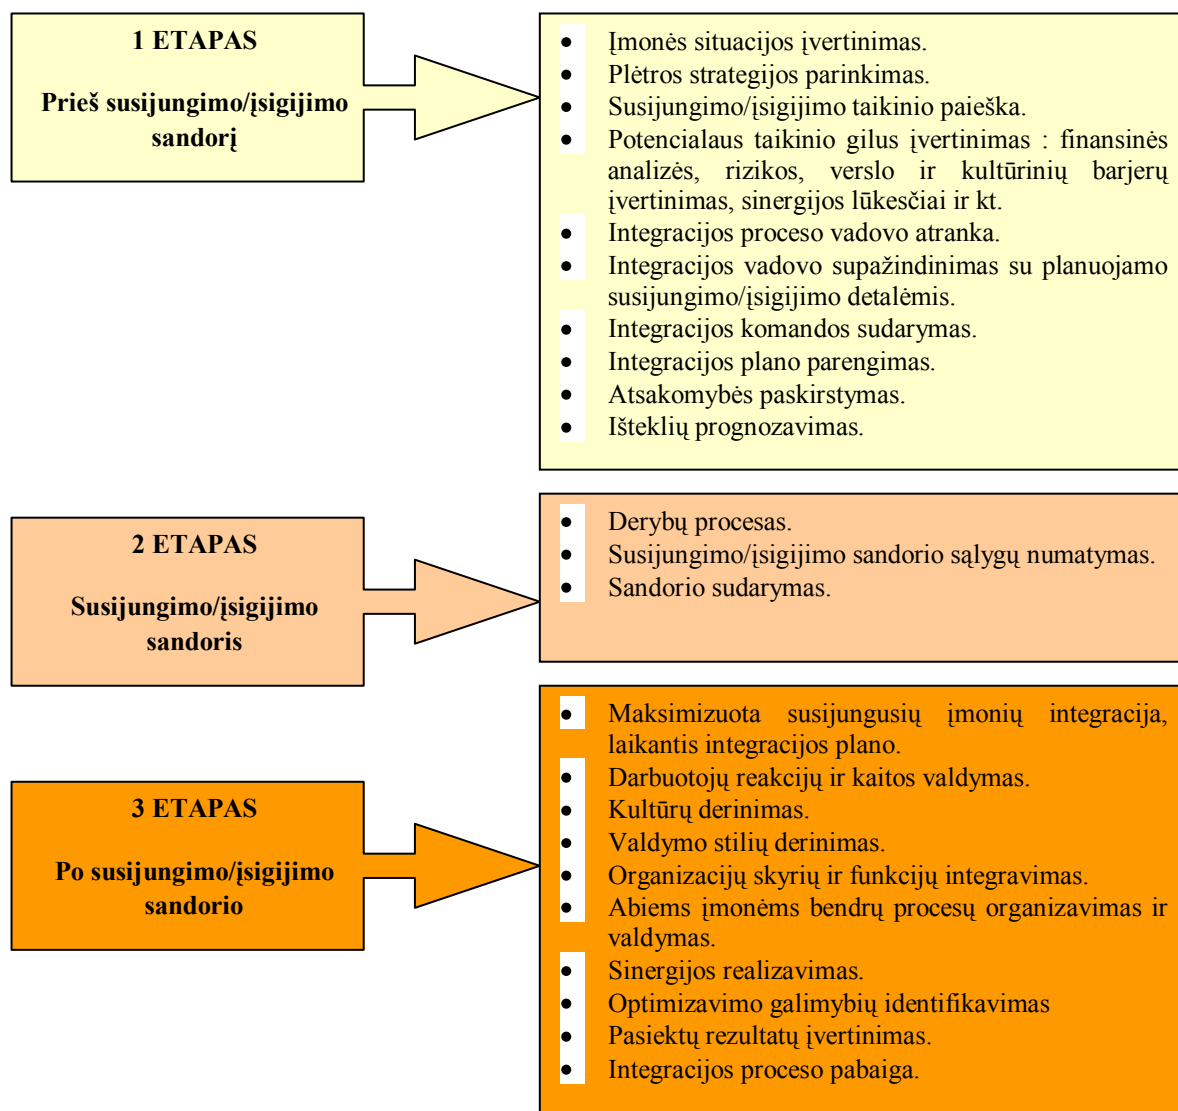 1 ETAPAS
Prieš susijungimo/įsigijimo
sandorį
• Įmonės situacijos įvertinimas.
• Plėtros strategijos parinkimas.
• Susijungimo/įsigijimo taikinio paieška.
• Potencialaus taikinio gilus įvertinimas : finansinės
analizės, rizikos, verslo ir kultūrinių barjerų
įvertinimas, sinergijos lūkesčiai ir kt.
• Integracijos proceso vadovo atranka.
• Integracijos vadovo supažindinimas su planuojamo
susijungimo/įsigijimo detalėmis.
• Integracijos komandos sudarymas.
• Integracijos plano parengimas.
• Atsakomybės paskirstymas.
• Išteklių prognozavimas.
2 ETAPAS
Susijungimo/įsigijimo
sandoris
• Derybų procesas.
• Susijungimo/įsigijimo sandorio sąlygų numatymas.
• Sandorio sudarymas.
3 ETAPAS
Po susijungimo/įsigijimo
sandorio
• Maksimizuota susijungusių įmonių integracija,
laikantis integracijos plano.
• Darbuotojų reakcijų ir kaitos valdymas.
• Kultūrų derinimas.
• Valdymo stilių derinimas.
• Organizacijų skyrių ir funkcijų integravimas.
• Abiems įmonėms bendrų procesų organizavimas ir
valdymas.
• Sinergijos realizavimas.
• Optimizavimo galimybių identifikavimas
• Pasiektų rezultatų įvertinimas.
• Integracijos proceso pabaiga.